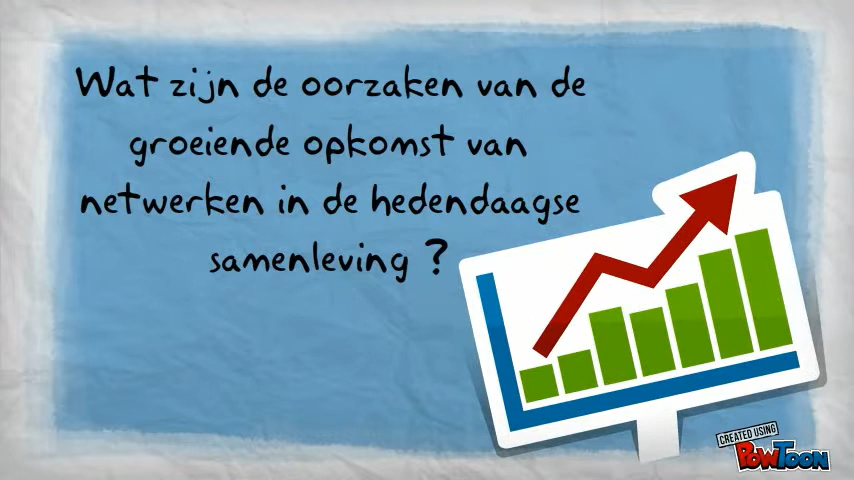 Wat zijn de oorzaken van de
groeiende opkomst van
netwerken in de hedendaagse
samenleving ?
CREATED USING
POWTOON